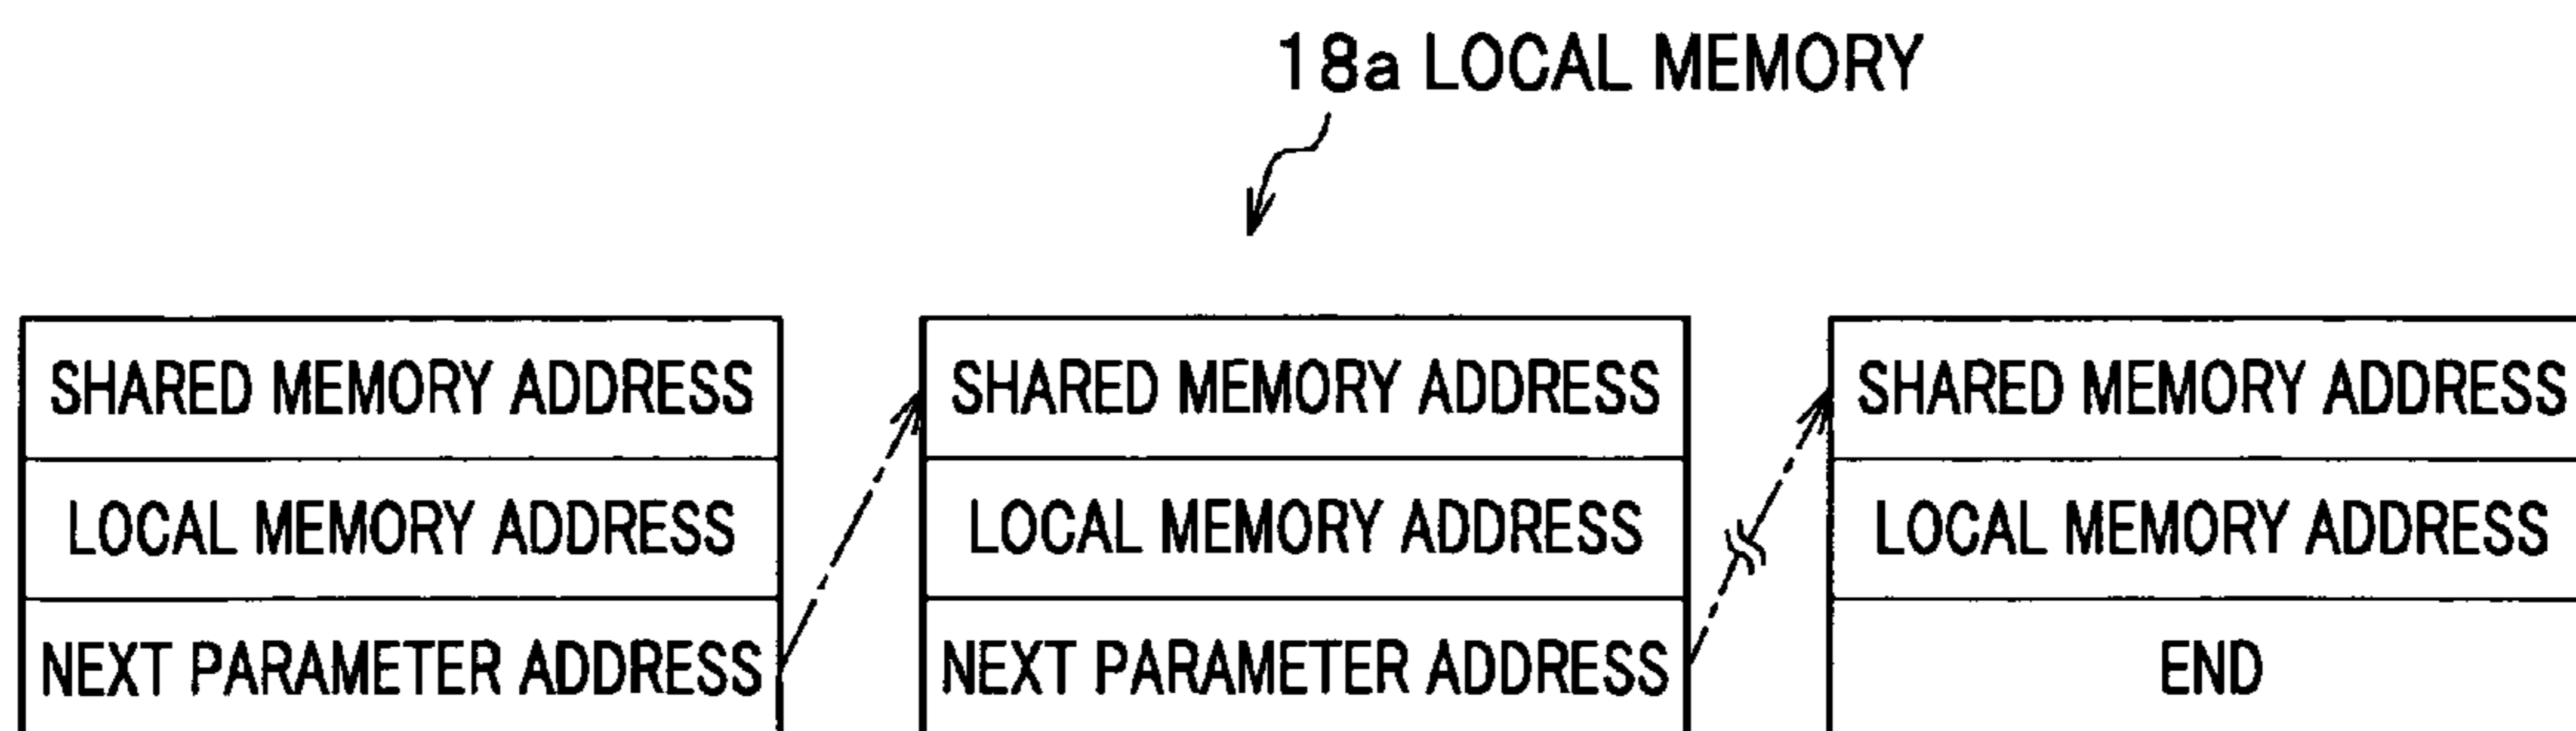 18a LOCAL MEMORY
SHARED MEMORY ADDRESS
LOCAL MEMORY ADDRESS
NEXT PARAMETER ADDRESS
SHARED MEMORY ADDRESS
LOCAL MEMORY ADDRESS
NEXT PARAMETER ADDRESS
SHARED MEMORY ADDRESS
LOCAL MEMORY ADDRESS
END